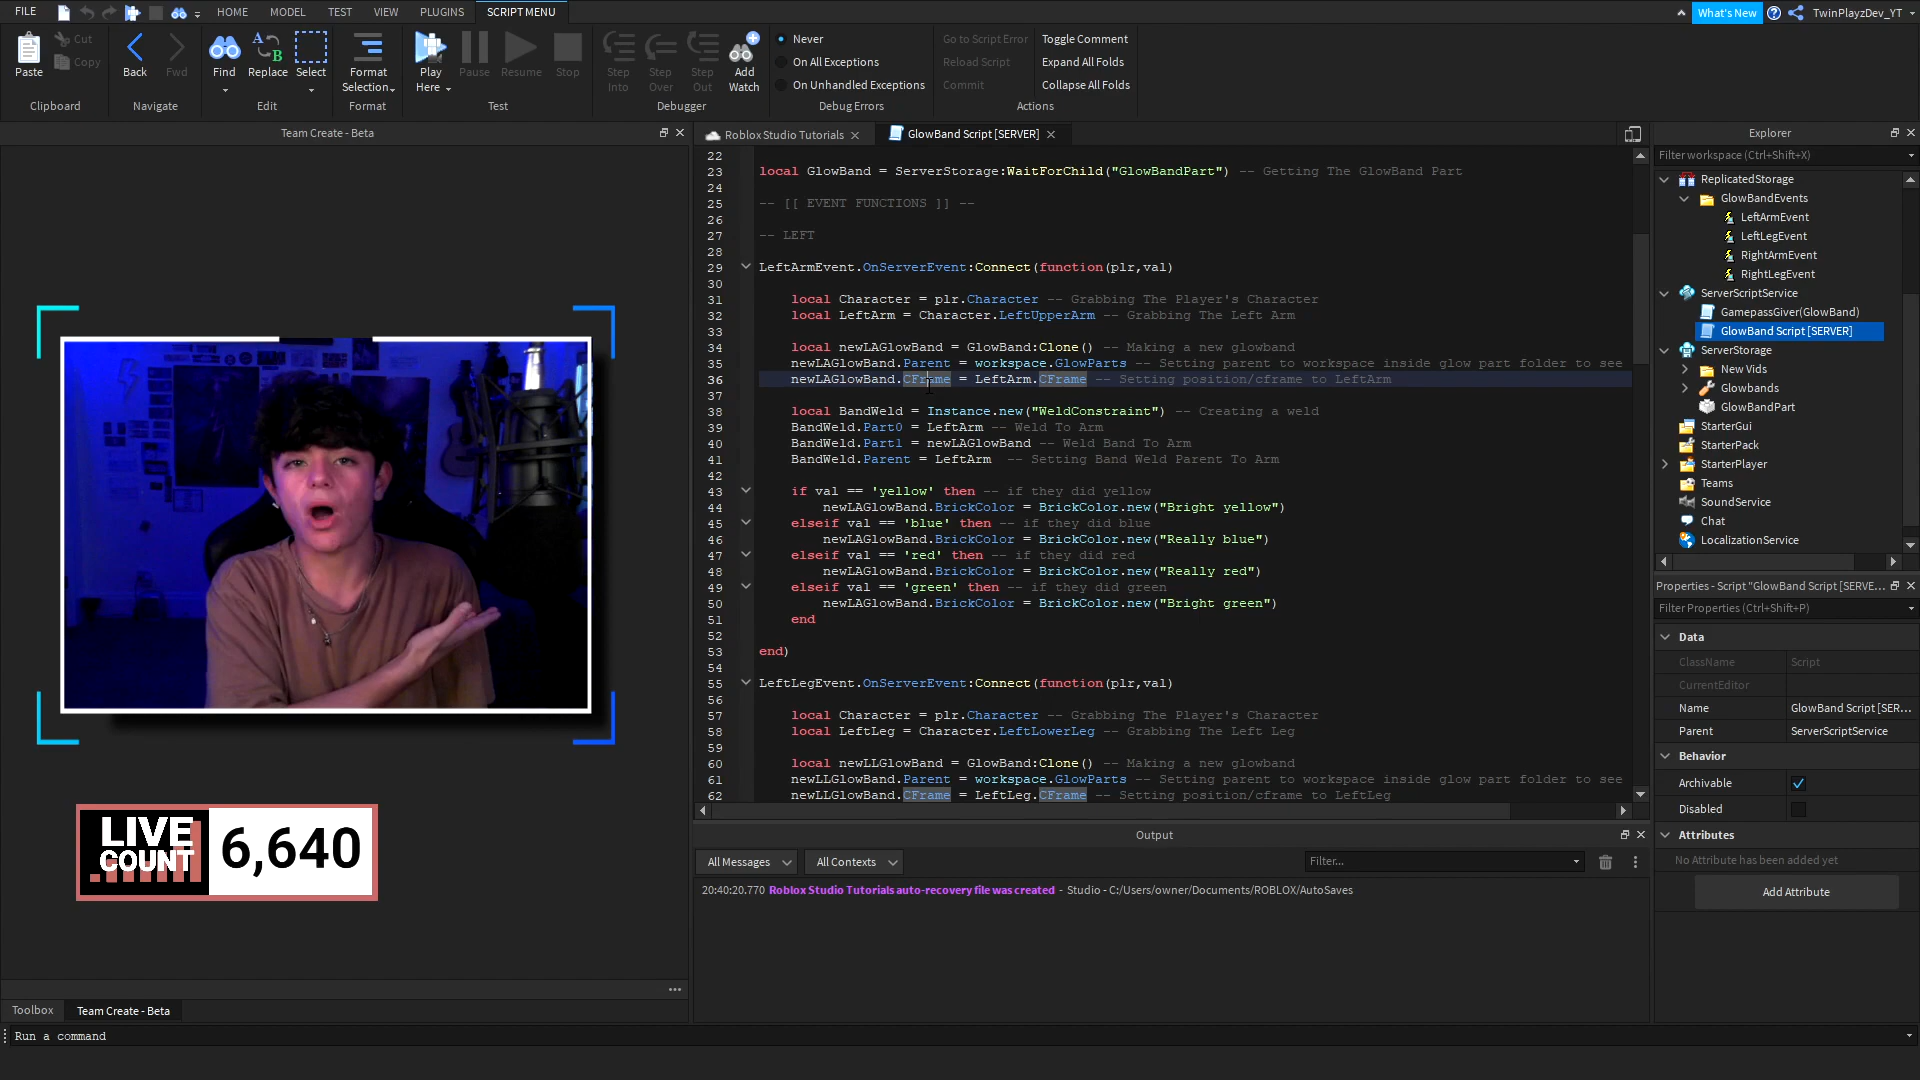 FILE HOME MODEL TEST VIEW PLUGINS SCRIPT MENU What's New TwinPlayzDev_YT
Paste
Cut
Copy
Clipboard
Back
Fwd
Navigate
Find
Replace
Select
Edit
Format
Selection
Format
Play
Here
Pause
Resume
Stop
Test
Step
Into
Step
Over
Step
Out
Add
Watch
Debugger
Never
On All Exceptions
On Unhandled Exceptions
Debug Errors
Go to Script Error
Reload Script
Commit
Toggle Comment
Expand All Folds
Collapse All Folds
Actions
Team Create - Beta
LIVE
COUNT
6,640
Toolbox Team Create - Beta
Run a command
Roblox Studio Tutorials GlowBand Script [SERVER]
22
23 local GlowBand = ServerStorage:WaitForChild("GlowBandPart") -- Getting The GlowBand Part
24
25 -- [[ EVENT FUNCTIONS ]] --
26
27 -- LEFT
28
29 LeftArmEvent.OnServerEvent:Connect(function(plr,val)
30
31 local Character = plr.Character -- Grabbing The Player's Character
32 local LeftArm = Character.LeftUpperArm -- Grabbing The Left Arm
33
34 local newLAGlowBand = GlowBand:Clone() -- Making a new glowband
35 newLAGlowBand.Parent = workspace.GlowParts -- Setting parent to workspace inside glow part folder to see
36 newLAGlowBand.CFrame = LeftArm.CFrame -- Setting position/cframe to LeftArm
37
38 local BandWeld = Instance.new("WeldConstraint") -- Creating a weld
39 BandWeld.Part0 = LeftArm -- Weld To Arm
40 BandWeld.Part1 = newLAGlowBand -- Weld Band To Arm
41 BandWeld.Parent = LeftArm -- Setting Band Weld Parent To Arm
42
43 if val == 'yellow' then -- if they did yellow
44 newLAGlowBand.BrickColor = BrickColor.new("Bright yellow")
45 elseif val == 'blue' then -- if they did blue
46 newLAGlowBand.BrickColor = BrickColor.new("Really blue")
47 elseif val == 'red' then -- if they did red
48 newLAGlowBand.BrickColor = BrickColor.new("Really red")
49 elseif val == 'green' then -- if they did green
50 newLAGlowBand.BrickColor = BrickColor.new("Bright green")
51 end
52
53 end)
54
55 LeftLegEvent.OnServerEvent:Connect(function(plr,val)
56
57 local Character = plr.Character -- Grabbing The Player's Character
58 local LeftLeg = Character.LeftLowerLeg -- Grabbing The Left Leg
59
60 local newLLGlowBand = GlowBand:Clone() -- Making a new glowband
61 newLLGlowBand.Parent = workspace.GlowParts -- Setting parent to workspace inside glow part folder to see
62 newLLGlowBand.CFrame = LeftLeg.CFrame -- Setting position/cframe to LeftLeg
Output
All Messages All Contexts Filter...
20:40:20.770 Roblox Studio Tutorials auto-recovery file was created - Studio - C:/Users/owner/Documents/ROBLOX/AutoSaves
Explorer
Filter workspace (Ctrl+Shift+X)
ReplicatedStorage
GlowBandEvents
LeftArmEvent
LeftLegEvent
RightArmEvent
RightLegEvent
ServerScriptService
GamepassGiver(GlowBand)
GlowBand Script [SERVER]
ServerStorage
New Vids
Glowbands
GlowBandPart
StarterGui
StarterPack
StarterPlayer
Teams
SoundService
Chat
LocalizationService
Properties - Script "GlowBand Script [SERVE...
Filter Properties (Ctrl+Shift+P)
Data
ClassName Script
CurrentEditor
Name GlowBand Script [SER...
Parent ServerScriptService
Behavior
Archivable
Disabled
Attributes
No Attribute has been added yet
Add Attribute